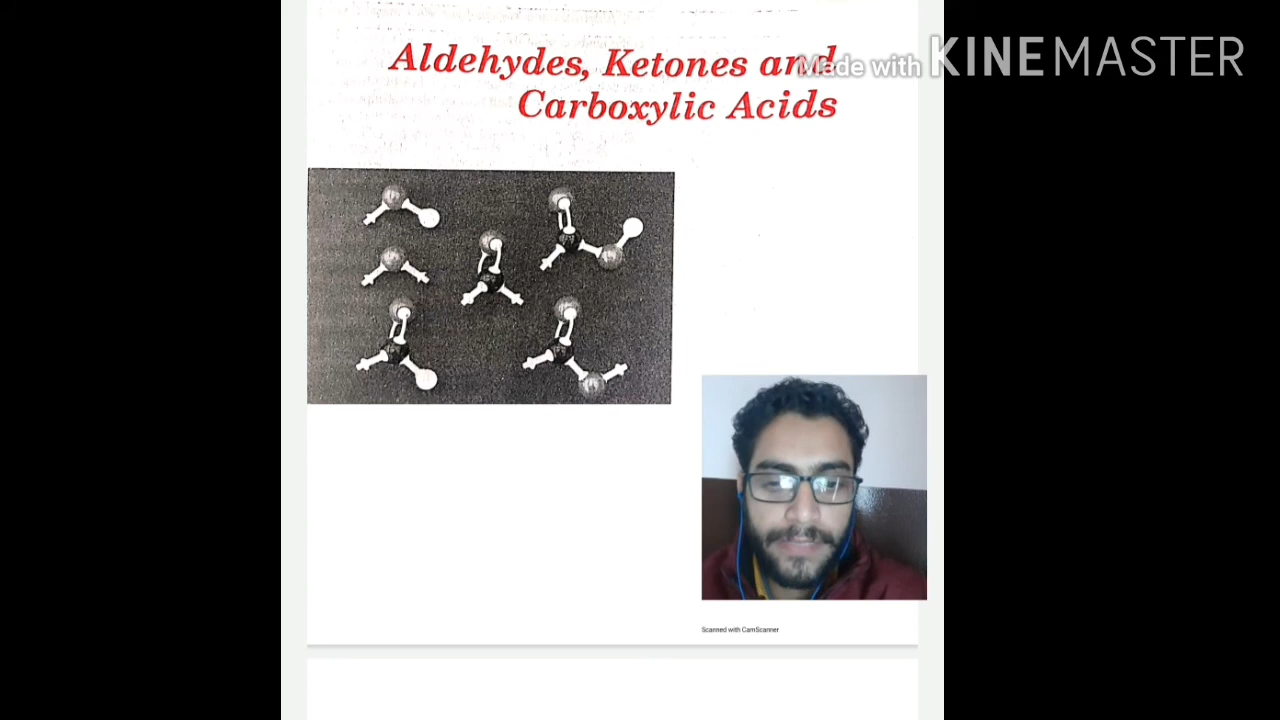 Aldehydes, Ketones and
Carboxylic Acids
Made with KINEMASTER
Scanned with CamScanner